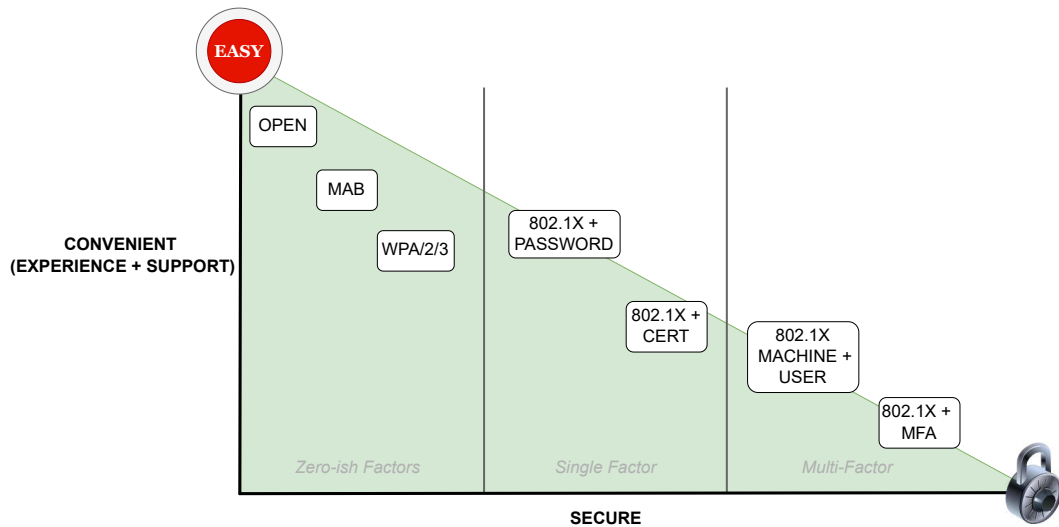 EASY
OPEN
MAB
WPA/2/3
802.1X +
PASSWORD
CONVENIENT
(EXPERIENCE + SUPPORT)
802.1X +
CERT
802.1X
MACHINE +
USER
802.1X +
MFA
Zero-ish Factors
Single Factor
Multi-Factor
SECURE